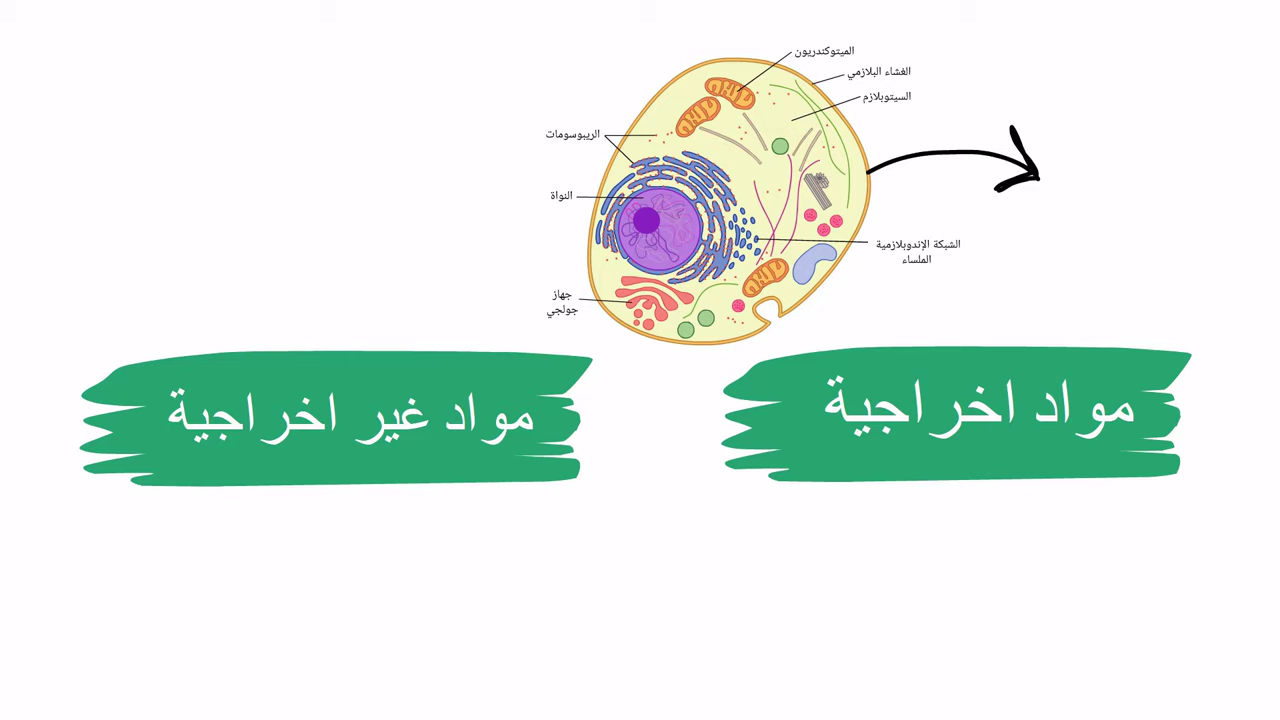 الميتوكندريون
الغشاء البلازمي
السيتوبلازم
الريبوسومات
النواة
الشبكة الإندوبلازمية
الملساء
جهاز
جولجي
مواد اخراجية
مواد غير اخراجية